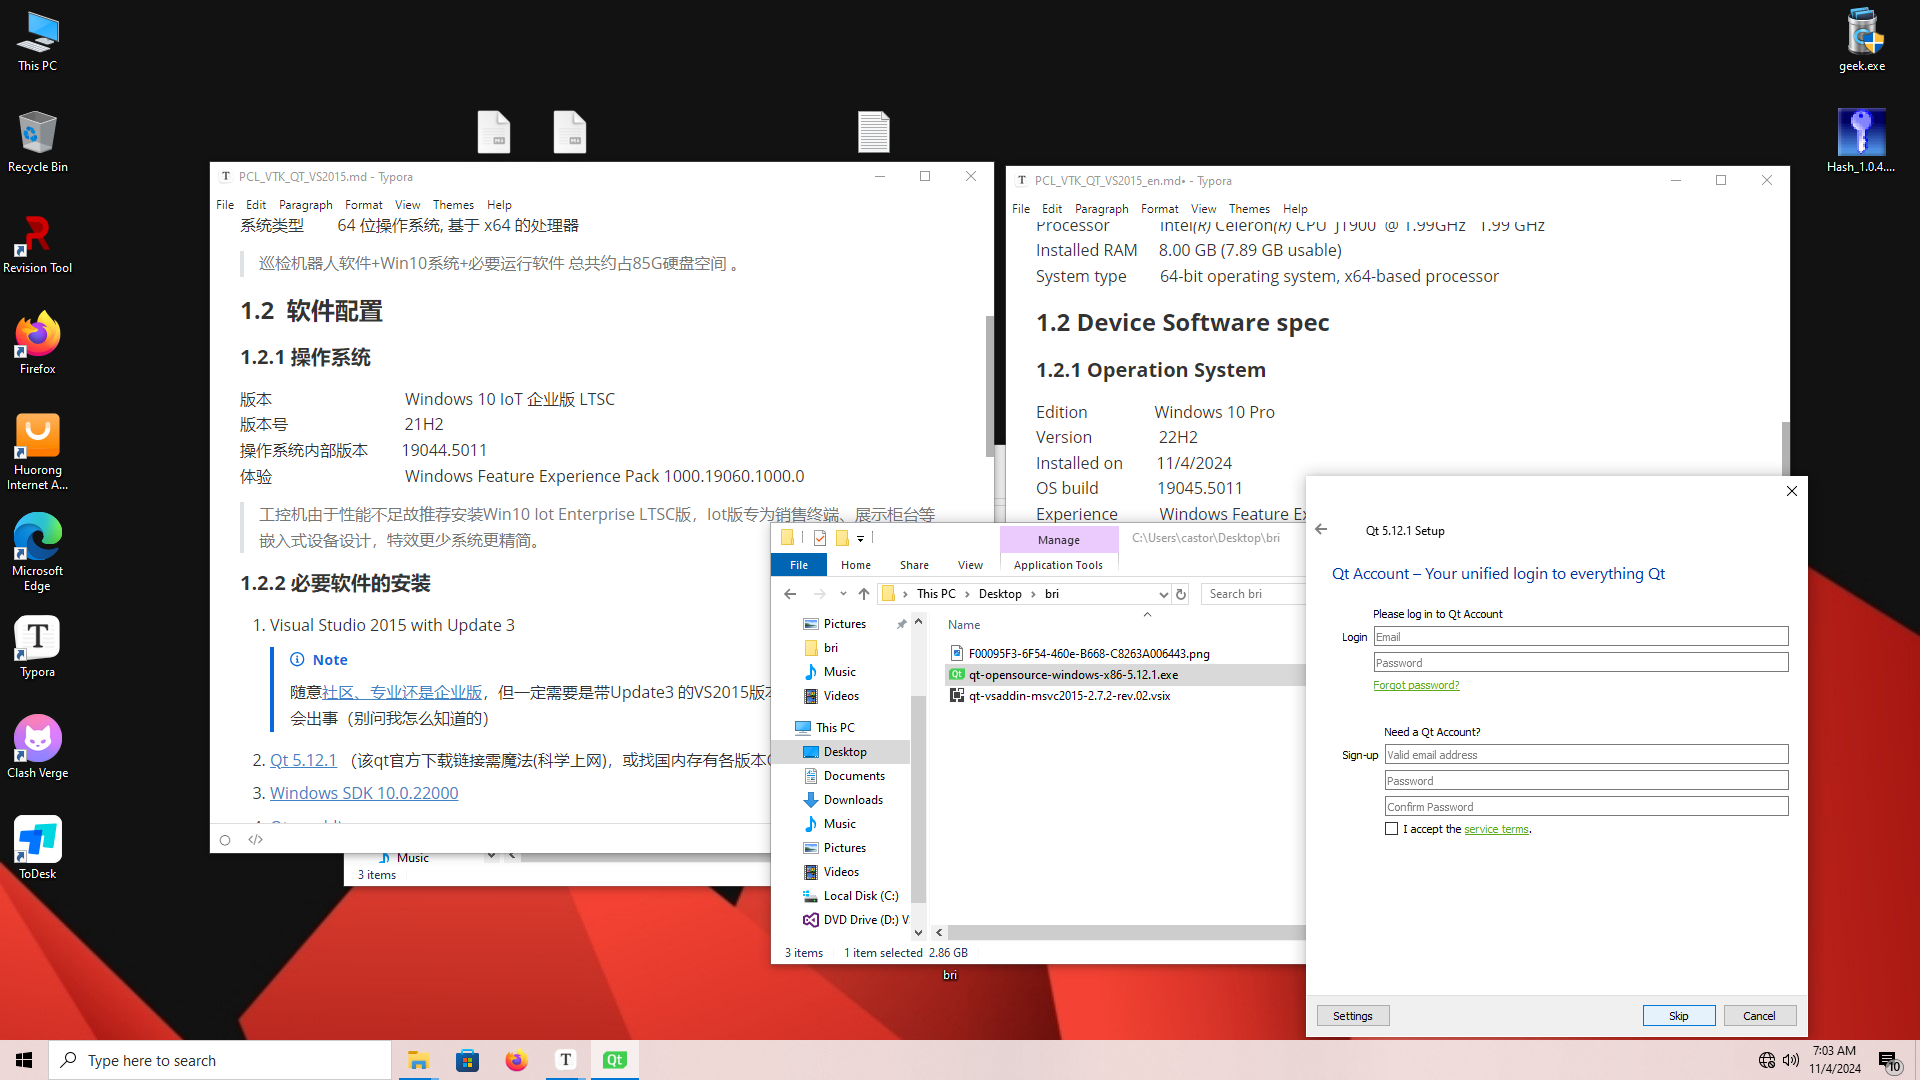 This PC
Recycle Bin
Revision Tool
Firefox
Huorong
Internet A...
Microsoft
Edge
Typora
Clash Verge
ToDesk
geek.exe
Hash_1.0.4....
PCL_VTK_QT_VS2015.md - Typora
File Edit Paragraph Format View Themes Help
系统类型 64 位操作系统, 基于 x64 的处理器
巡检机器人软件+Win10系统+必要运行软件 总共约占85G硬盘空间 。
1.2 软件配置
1.2.1 操作系统
版本 Windows 10 IoT 企业版 LTSC
版本号 21H2
操作系统内部版本 19044.5011
体验 Windows Feature Experience Pack 1000.19060.1000.0
工控机由于性能不足故推荐安装Win10 Iot Enterprise LTSC版，Iot版专为销售终端、展示柜台等
嵌入式设备设计，特效更少系统更精简。
1.2.2 必要软件的安装
1. Visual Studio 2015 with Update 3
Note
随意社区、专业还是企业版，但一定需要是带Update3 的VS2015版本
会出事（别问我怎么知道的）
2. Qt 5.12.1 （该qt官方下载链接需魔法(科学上网)，或找国内存有各版本
3. Windows SDK 10.0.22000
Music
3 items
PCL_VTK_QT_VS2015_en.md• - Typora
File Edit Paragraph Format View Themes Help
Processor Intel(R) Celeron(R) CPU J1900 @ 1.99GHz 1.99 GHz
Installed RAM 8.00 GB (7.89 GB usable)
System type 64-bit operating system, x64-based processor
1.2 Device Software spec
1.2.1 Operation System
Edition Windows 10 Pro
Version 22H2
Installed on 11/4/2024
OS build 19045.5011
Experience Windows Feature Ex
Manage C:\Users\castor\Desktop\bri
File Home Share View Application Tools
This PC > Desktop > bri
Search bri
Pictures
bri
Music
Videos
This PC
Desktop
Documents
Downloads
Music
Pictures
Videos
Local Disk (C:)
DVD Drive (D:) V
Name
F00095F3-6F54-460e-B668-C8263A006443.png
qt-opensource-windows-x86-5.12.1.exe
qt-vsaddin-msvc2015-2.7.2-rev.02.vsix
3 items 1 item selected 2.86 GB
bri
Qt 5.12.1 Setup
Qt Account – Your unified login to everything Qt
Please log in to Qt Account
Login Email
Password
Forgot password?
Need a Qt Account?
Sign-up Valid email address
Password
Confirm Password
I accept the service terms.
Settings Skip Cancel
Type here to search
7:03 AM
11/4/2024
10